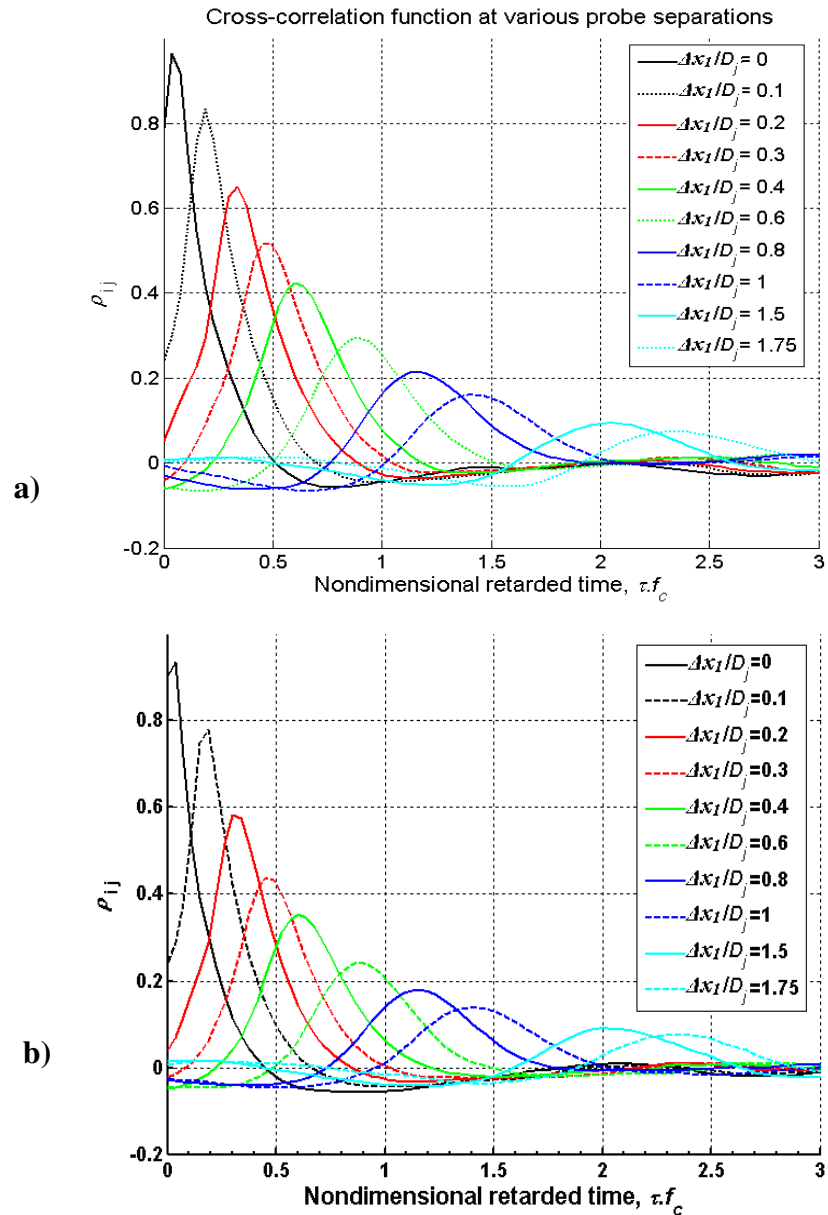 Cross-correlation function at various probe separations
Δx1/Dj= 0
Δx1/Dj= 0.1
Δx1/Dj= 0.2
Δx1/Dj= 0.3
Δx1/Dj= 0.4
Δx1/Dj= 0.6
Δx1/Dj= 0.8
Δx1/Dj= 1
Δx1/Dj= 1.5
Δx1/Dj= 1.75
0.8
0.6
0.4
0.2
0
-0.2
ρij
a)
0 0.5 1 1.5 2 2.5 3
Nondimensional retarded time, τ.fc
Δx1/Dj=0
Δx1/Dj=0.1
Δx1/Dj=0.2
Δx1/Dj=0.3
Δx1/Dj=0.4
Δx1/Dj=0.6
Δx1/Dj=0.8
Δx1/Dj=1
Δx1/Dj=1.5
Δx1/Dj=1.75
0.8
0.6
0.4
0.2
0
-0.2
ρij
b)
0 0.5 1 1.5 2 2.5 3
Nondimensional retarded time, τ.fc